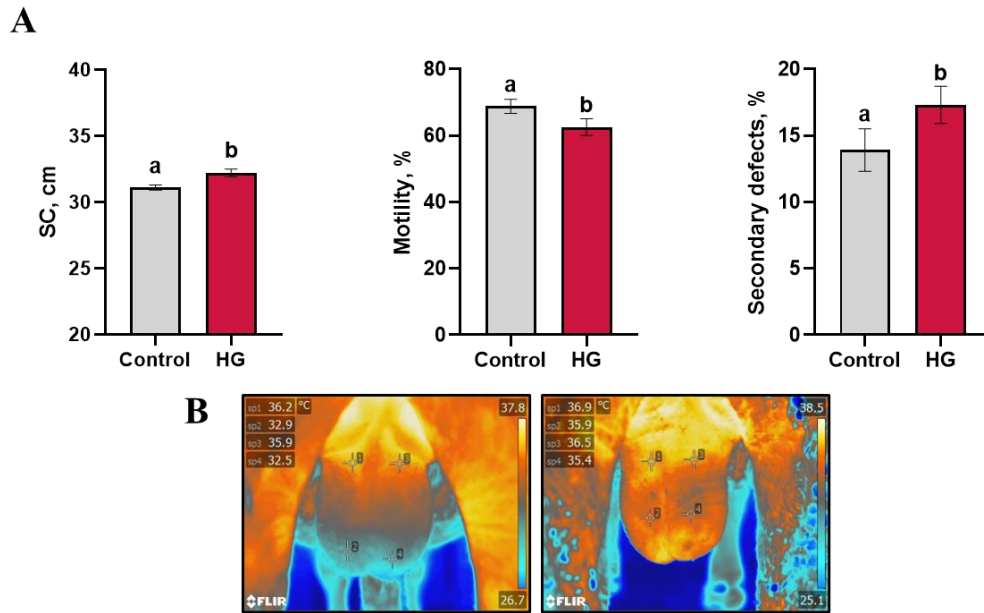 A
SC, cm
40
35
30
25
20
a
b
Control
HG
Motility, %
80
60
40
20
0
a
b
Control
HG
Secondary defects, %
20
15
10
5
0
a
b
Control
HG
B
sp1 36.2 °C
sp2 32.9
sp3 35.9
sp4 32.5
37.8
3
2
4
26.7
FLIR
sp1 36.9 °C
sp2 35.9
sp3 36.5
sp4 35.4
38.5
3
2
4
25.1
FLIR